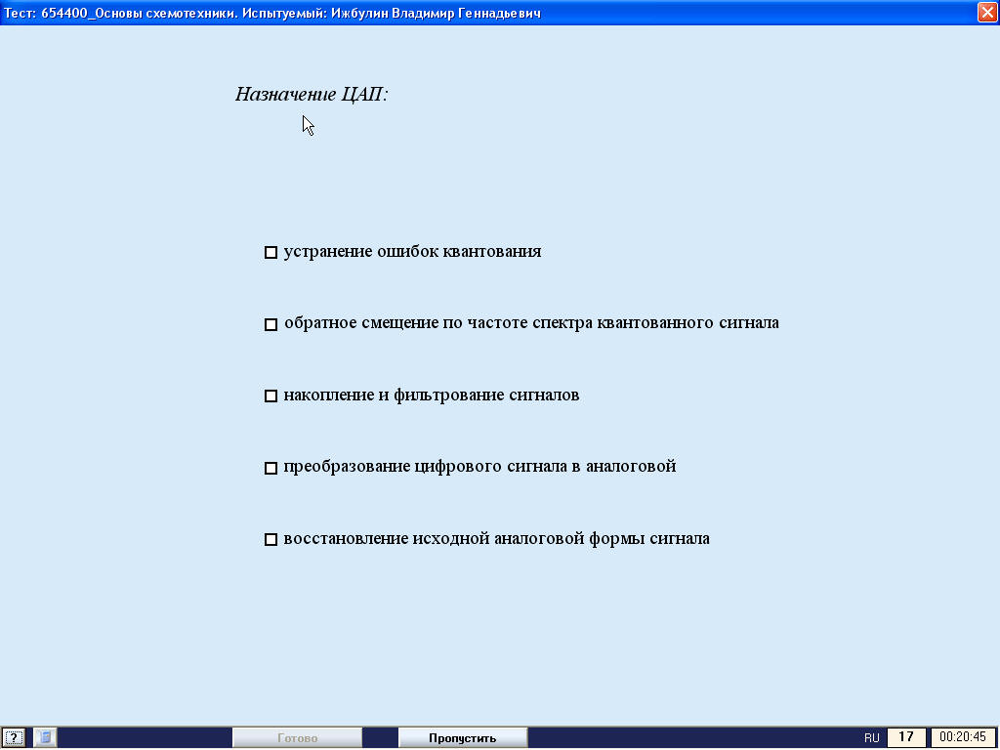 Тест: 654400_Основы схемотехники. Испытуемый: Ижбулин Владимир Геннадьевич
Назначение ЦАП:
устранение ошибок квантования
обратное смещение по частоте спектра квантованного сигнала
накопление и фильтрование сигналов
преобразование цифрового сигнала в аналоговой
восстановление исходной аналоговой формы сигнала
? Готово Пропустить RU 17 00:20:45